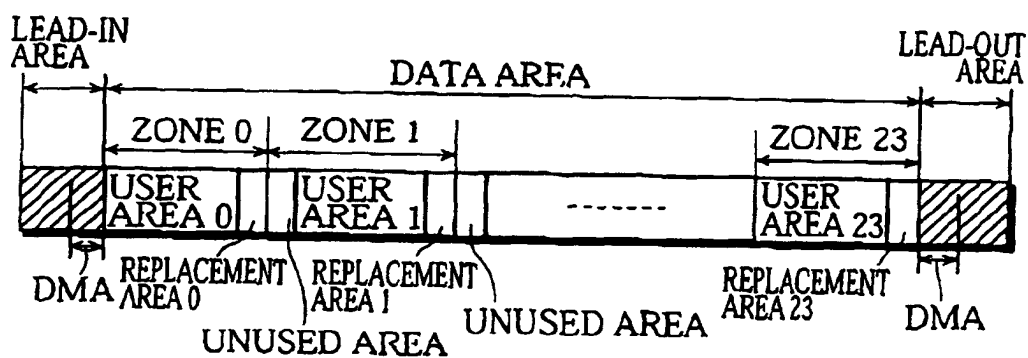 LEAD-IN
AREA
DATA AREA
LEAD-OUT
AREA
ZONE 0
ZONE 1
ZONE 23
USER
AREA 0
USER
AREA 1
--------
USER
AREA 23
DMA
REPLACEMENT
AREA 0
UNUSED AREA
REPLACEMENT
AREA 1
UNUSED AREA
REPLACEMENT
AREA 23
DMA